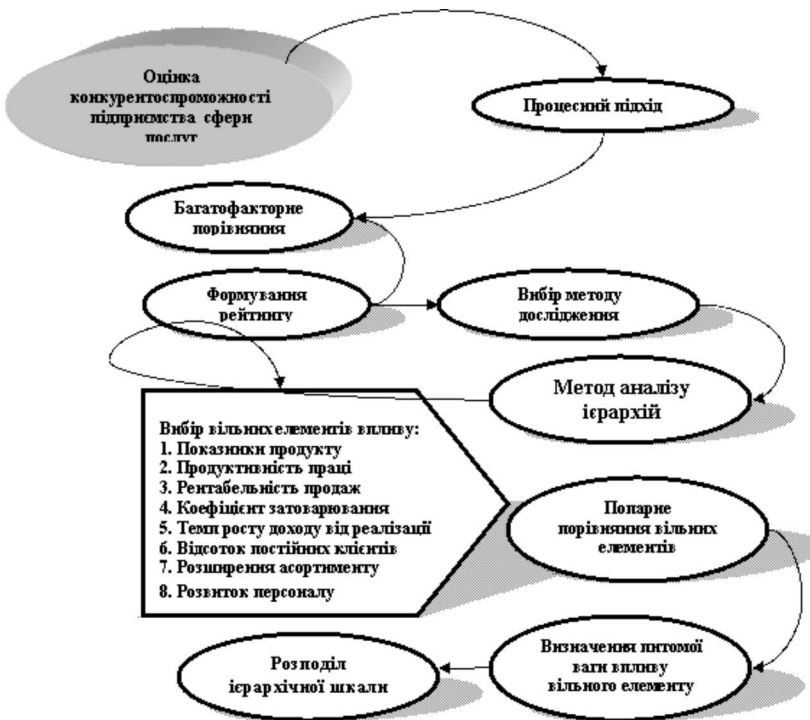 Оцінка
конкурентоспроможності
підприємства сфери
послуг
Процесний підхід
Багатофакторне
порівняння
Формування
рейтингу
Вибір методу
дослідження
Метод аналізу
ієрархій
Вибір вільних елементів впливу:
1. Показники продукту
2. Продуктивність праці
3. Рентабельність продаж
4. Коефіцієнт затоварювання
5. Темп росту доходу від реалізації
6. Відсоток постійних клієнтів
7. Розширення асортименту
8. Розвиток персоналу
Попарне
порівняння вільних
елементів
Визначення питомої
ваги впливу
вільного елементу
Розподіл
ієрархічної шкали